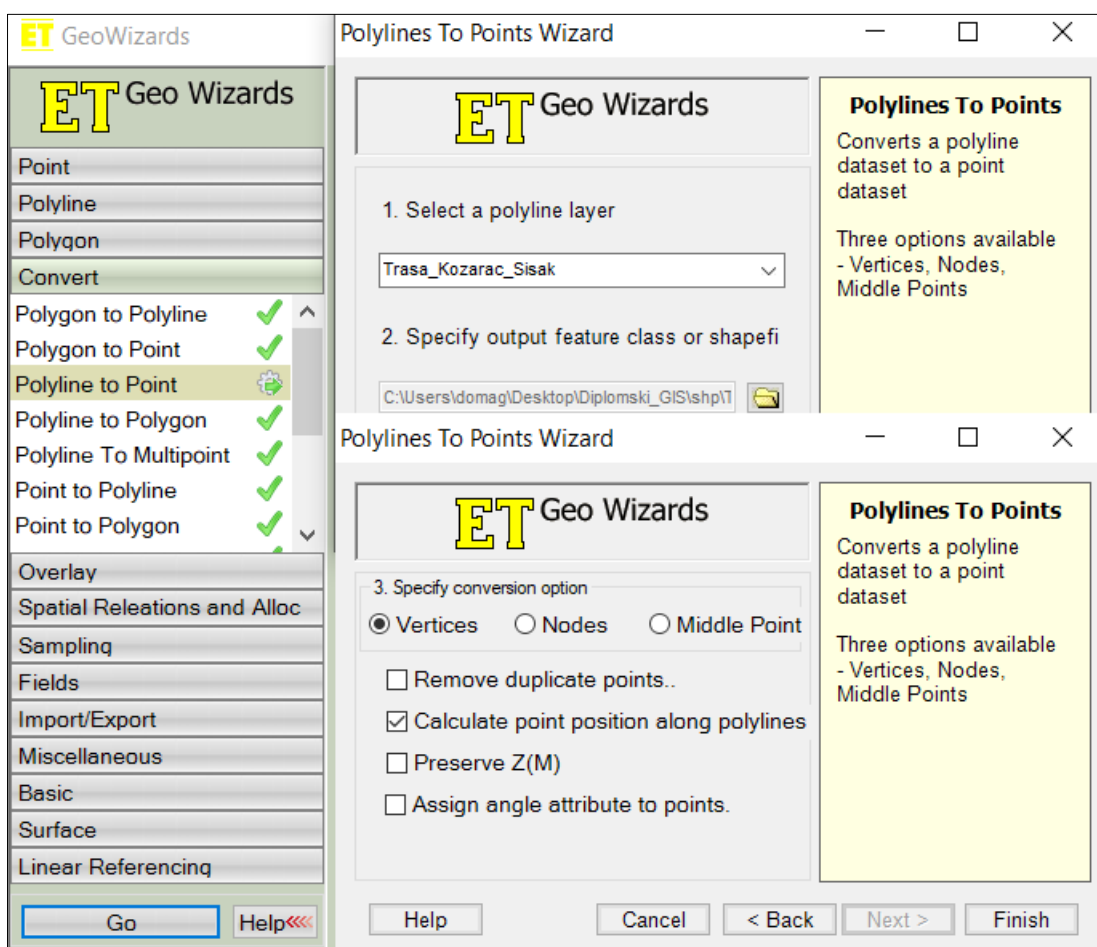 ET GeoWizards
ET Geo Wizards
Point
Polyline
Polygon
Convert
Polygon to Polyline
Polygon to Point
Polyline to Point
Polyline to Polygon
Polyline To Multipoint
Point to Polyline
Point to Polygon
Overlay
Spatial Releations and Alloc
Sampling
Fields
Import/Export
Miscellaneous
Basic
Surface
Linear Referencing
Go
Help
Polylines To Points Wizard
ET Geo Wizards
1. Select a polyline layer
Trasa_Kozarac_Sisak
2. Specify output feature class or shapefi
C:\Users\domag\Desktop\Diplomski_GIS\shp\T
Polylines To Points
Converts a polyline
dataset to a point
dataset
Three options available
- Vertices, Nodes,
Middle Points
Polylines To Points Wizard
ET Geo Wizards
3. Specify conversion option
Vertices Nodes Middle Point
Remove duplicate points..
Calculate point position along polylines
Preserve Z(M)
Assign angle attribute to points.
Polylines To Points
Converts a polyline
dataset to a point
dataset
Three options available
- Vertices, Nodes,
Middle Points
Help Cancel < Back Next > Finish